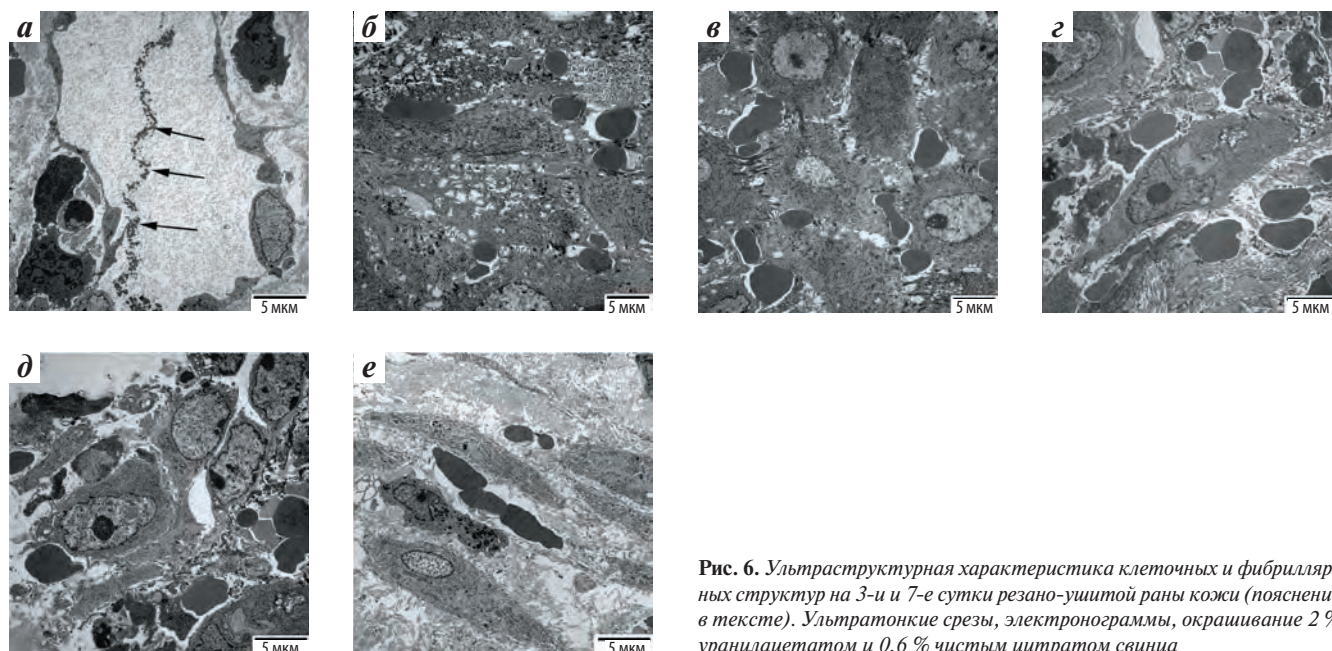 а
б
в
г
5 мкм
5 мкм
5 мкм
5 мкм
д
е
5 мкм
5 мкм
Рис. 6. Ультраструктурная характеристика клеточных и фибрилляр-
ных структур на 3-и и 7-е сутки резано-ушитой раны кожи (пояснени
в тексте). Ультратонкие срезы, электронограммы, окрашивание 2 %
уранилацетатом и 0,6 % чистым цитратом свинца